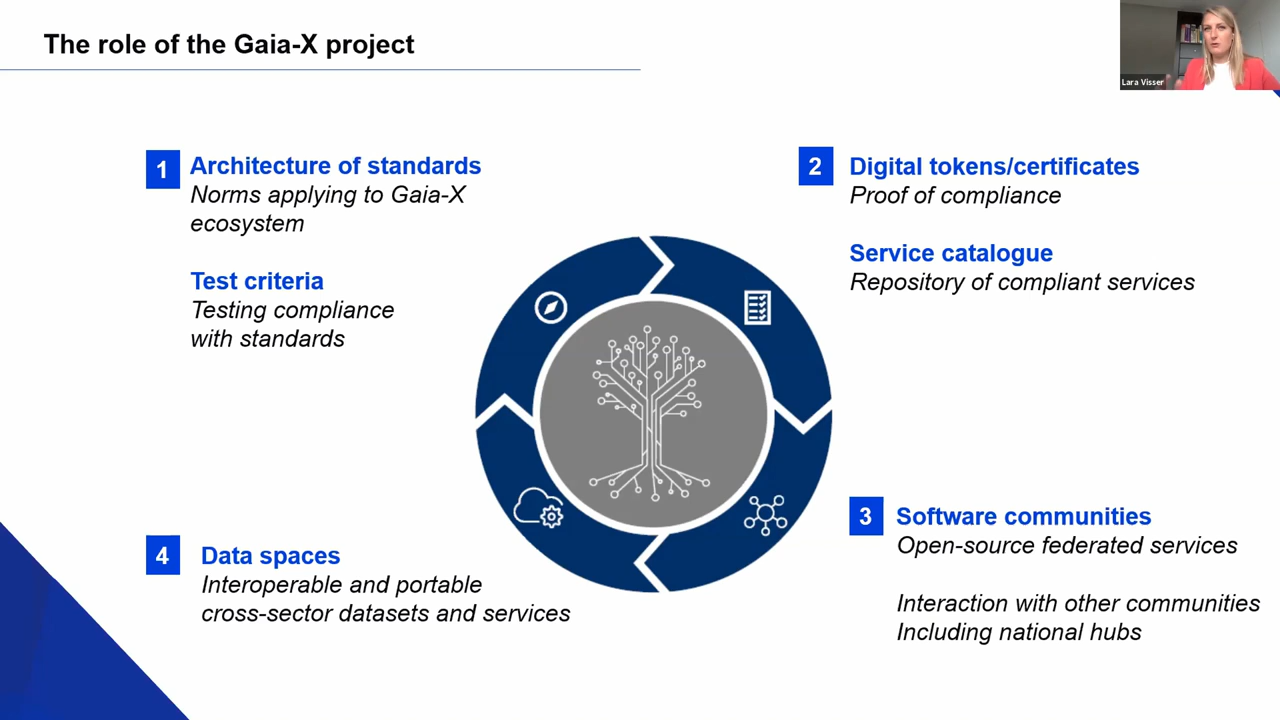 The role of the Gaia-X project
Lara Visser
1
Architecture of standards
Norms applying to Gaia-X
ecosystem
Test criteria
Testing compliance
with standards
2
Digital tokens/certificates
Proof of compliance
Service catalogue
Repository of compliant services
3
Software communities
Open-source federated services
Interaction with other communities
Including national hubs
4
Data spaces
Interoperable and portable
cross-sector datasets and services